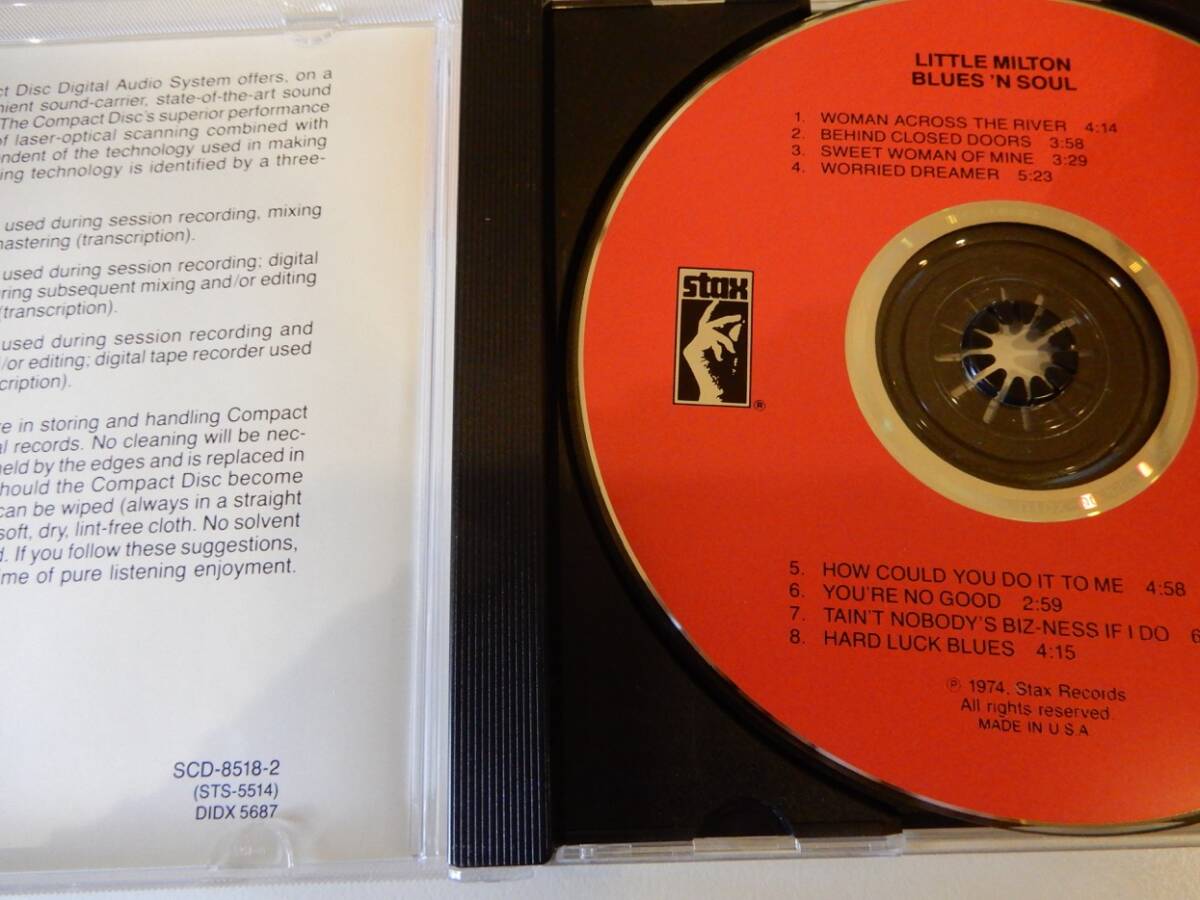 ct Disc Digital Audio System offers, on a
nient sound-carrier, state-of-the-art sound
The Compact Disc's superior performance
of laser-optical scanning combined with
ndent of the technology used in making
ing technology is identified by a three-
used during session recording, mixing
mastering (transcription).
used during session recording; digital
ring subsequent mixing and/or editing
(transcription).
used during session recording and
/or editing; digital tape recorder used
cription).
re in storing and handling Compact
al records. No cleaning will be nec-
held by the edges and is replaced in
hould the Compact Disc become
can be wiped (always in a straight
soft, dry, lint-free cloth. No solvent
d. If you follow these suggestions,
ime of pure listening enjoyment.
SCD-8518-2
(STS-5514)
DIDX 5687
LITTLE MILTON
BLUES 'N SOUL
1. WOMAN ACROSS THE RIVER 4:14
2. BEHIND CLOSED DOORS 3:58
3. SWEET WOMAN OF MINE 3:29
4. WORRIED DREAMER 5:23
stax
®
5. HOW COULD YOU DO IT TO ME 4:58
6. YOU'RE NO GOOD 2:59
7. TAIN'T NOBODY'S BIZ-NESS IF I DO 6
8. HARD LUCK BLUES 4:15
℗ 1974, Stax Records
All rights reserved.
MADE IN U.S.A